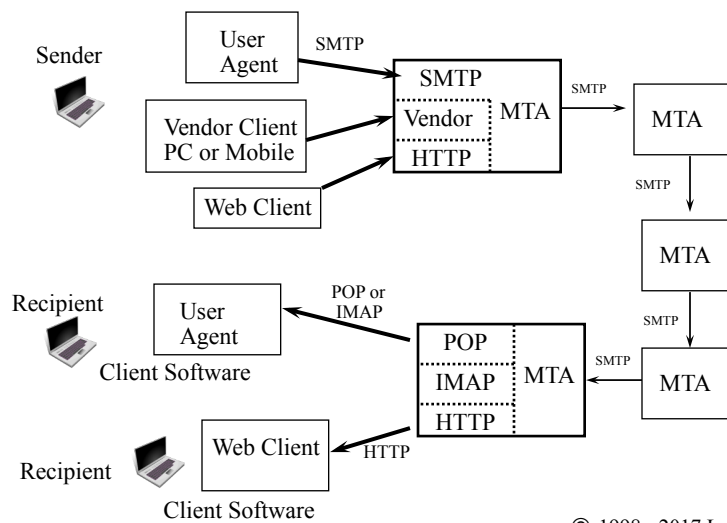 User
Agent
SMTP
Sender
SMTP
MTA
SMTP
MTA
Vendor Client
PC or Mobile
Vendor
HTTP
Web Client
SMTP
MTA
Recipient
User
Agent
POP or
IMAP
SMTP
Client Software
POP
IMAP
HTTP
MTA
SMTP
MTA
Recipient
Web Client
HTTP
Client Software